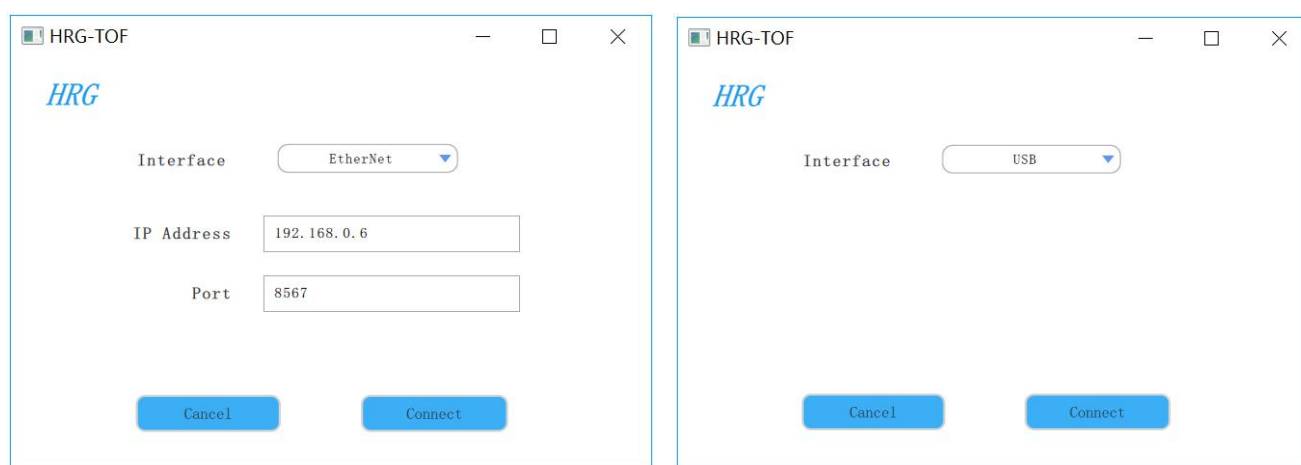 HRG-TOF
HRG
Interface EtherNet
IP Address 192.168.0.6
Port 8567
Cancel Connect
HRG-TOF
HRG
Interface USB
Cancel Connect